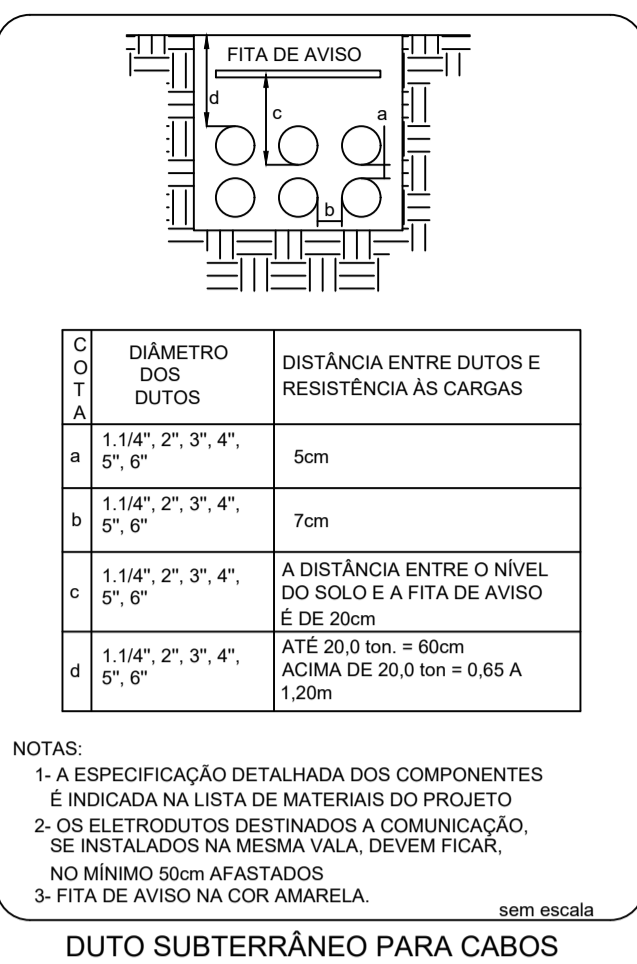 FITA DE AVISO
d
c
a
b
COTA
DIÂMETRO
DOS
DUTOS
DISTÂNCIA ENTRE DUTOS E
RESISTÊNCIA ÀS CARGAS
a
1.1/4", 2", 3", 4",
5", 6"
5cm
b
1.1/4", 2", 3", 4",
5", 6"
7cm
c
1.1/4", 2", 3", 4",
5", 6"
A DISTÂNCIA ENTRE O NÍVEL
DO SOLO E A FITA DE AVISO
É DE 20cm
d
1.1/4", 2", 3", 4",
5", 6"
ATÉ 20,0 ton. = 60cm
ACIMA DE 20,0 ton = 0,65 A
1,20m
NOTAS:
1- A ESPECIFICAÇÃO DETALHADA DOS COMPONENTES
É INDICADA NA LISTA DE MATERIAIS DO PROJETO
2- OS ELETRODUTOS DESTINADOS A COMUNICAÇÃO,
SE INSTALADOS NA MESMA VALA, DEVEM FICAR,
NO MÍNIMO 50cm AFASTADOS
3- FITA DE AVISO NA COR AMARELA.
sem escala
DUTO SUBTERRÂNEO PARA CABOS